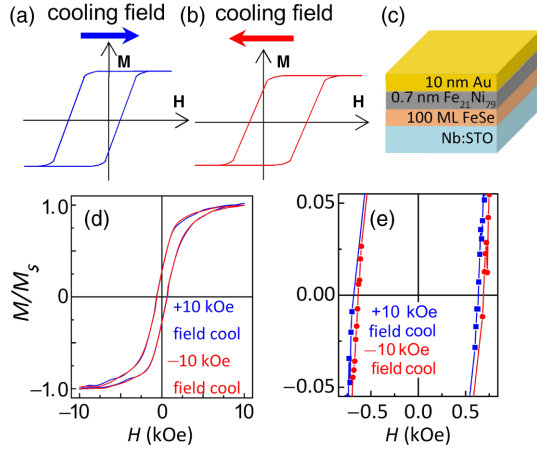 (a) cooling field
M
H
(b) cooling field
M
H
(c)
10 nm Au
0.7 nm Fe21Ni79
100 ML FeSe
Nb:STO
(d)
M/Ms
1.0
0
−1.0
+10 kOe
field cool
−10 kOe
field cool
−10 0 10
H (kOe)
(e)
0.05
0.00
−0.05
+10 kOe
field cool
−10 kOe
field cool
−0.5 0.0 0.5
H (kOe)